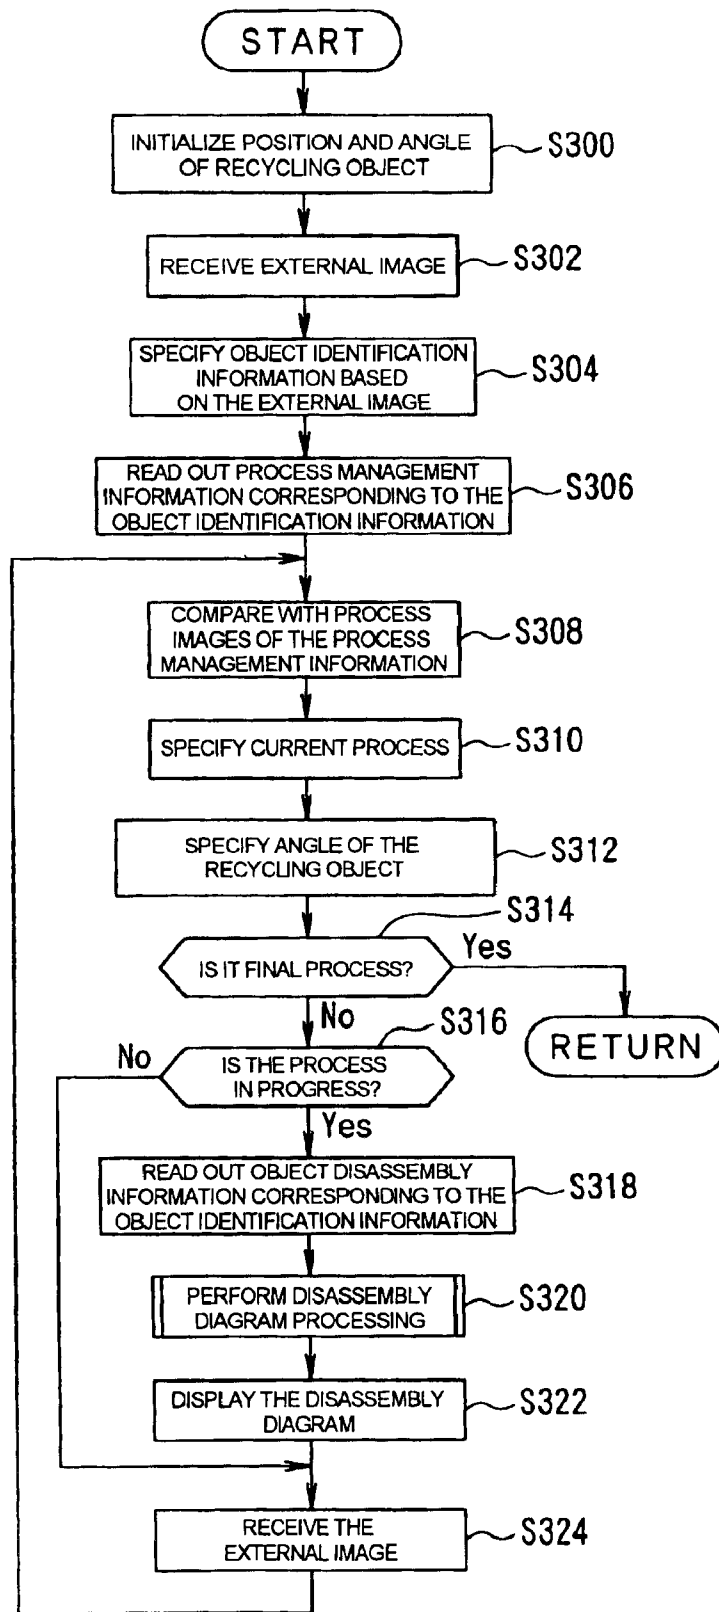 START
INITIALIZE POSITION AND ANGLE
OF RECYCLING OBJECT
S300
RECEIVE EXTERNAL IMAGE
S302
SPECIFY OBJECT IDENTIFICATION
INFORMATION BASED
ON THE EXTERNAL IMAGE
S304
READ OUT PROCESS MANAGEMENT
INFORMATION CORRESPONDING TO THE
OBJECT IDENTIFICATION INFORMATION
S306
COMPARE WITH PROCESS
IMAGES OF THE PROCESS
MANAGEMENT INFORMATION
S308
SPECIFY CURRENT PROCESS
S310
SPECIFY ANGLE OF THE
RECYCLING OBJECT
S312
S314
IS IT FINAL PROCESS?
Yes
RETURN
No
S316
IS THE PROCESS
IN PROGRESS?
No
Yes
READ OUT OBJECT DISASSEMBLY
INFORMATION CORRESPONDING TO THE
OBJECT IDENTIFICATION INFORMATION
S318
PERFORM DISASSEMBLY
DIAGRAM PROCESSING
S320
DISPLAY THE DISASSEMBLY
DIAGRAM
S322
RECEIVE THE
EXTERNAL IMAGE
S324